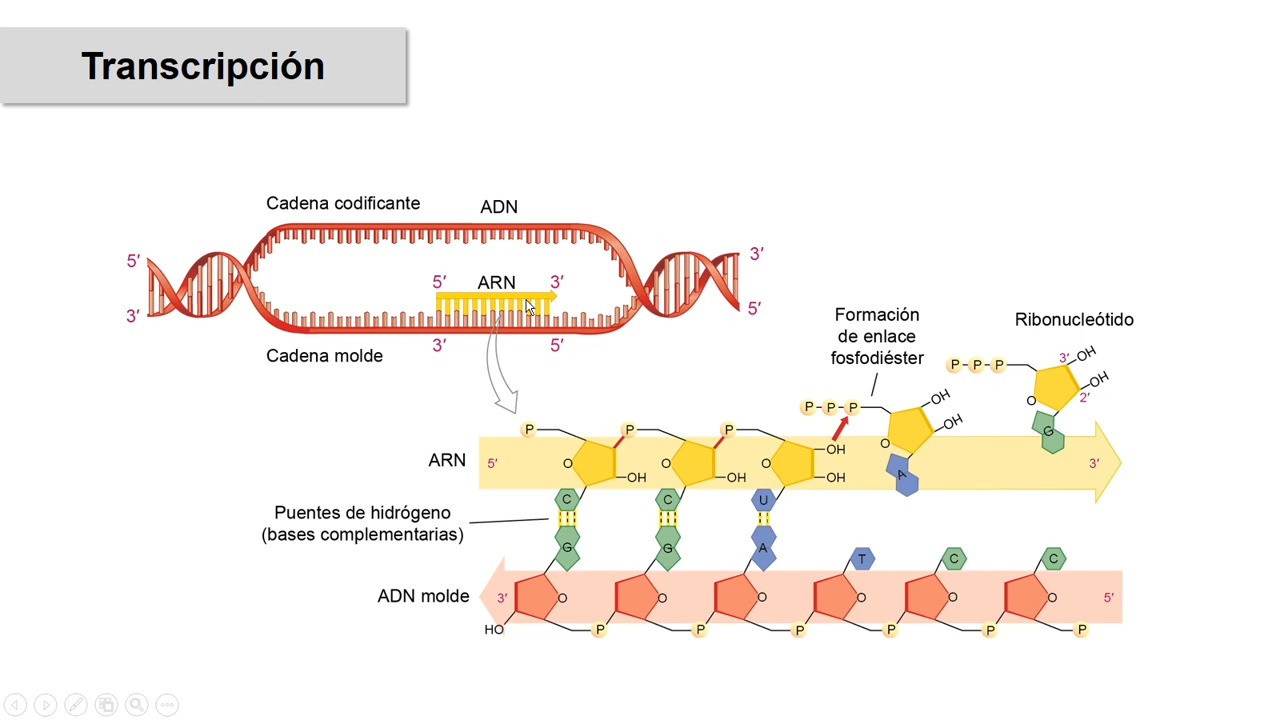 Transcripción
Cadena codificante
ADN
5′
3′
5′
ARN
3′
3′
5′
Cadena molde
3′
5′
Formación
de enlace
fosfodiéster
Ribonucleótido
P P P
3′
OH
OH
2′
O
G
P P P
OH
OH
O
A
P
P
P
OH
ARN
5′
O
OH
O
OH
O
OH
3′
C
C
U
Puentes de hidrógeno
(bases complementarias)
G
G
A
T
C
C
ADN molde
3′
O
O
O
O
O
O
5′
HO
P
P
P
P
P
P